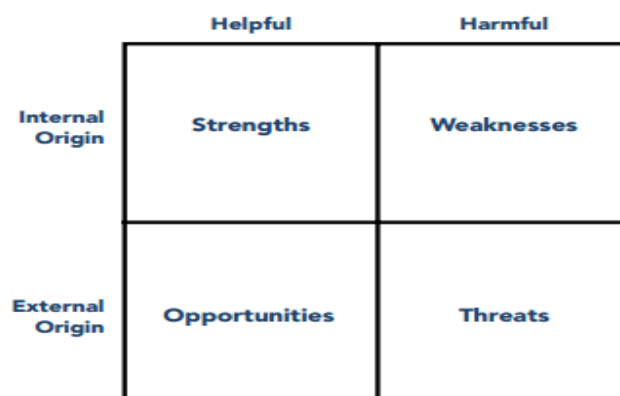 Helpful Harmful
Internal
Origin
Strengths Weaknesses
External
Origin
Opportunities Threats